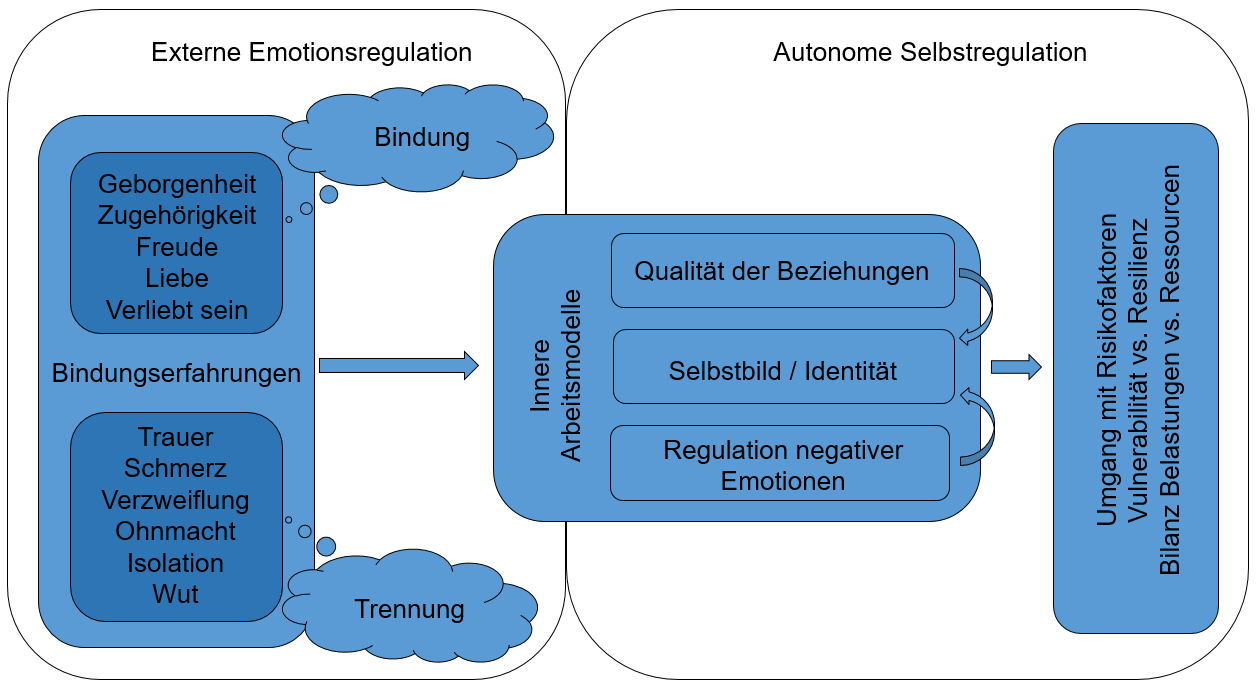 Externe Emotionsregulation
Bindung
Geborgenheit
Zugehörigkeit
Freude
Liebe
Verliebt sein
Bindungserfahrungen
Trauer
Schmerz
Verzweiflung
Ohnmacht
Isolation
Wut
Trennung
Autonome Selbstregulation
Innere
Arbeitsmodelle
Qualität der Beziehungen
Selbstbild / Identität
Regulation negativer
Emotionen
Umgang mit Risikofaktoren
Vulnerabilität vs. Resilienz
Bilanz Belastungen vs. Ressourcen